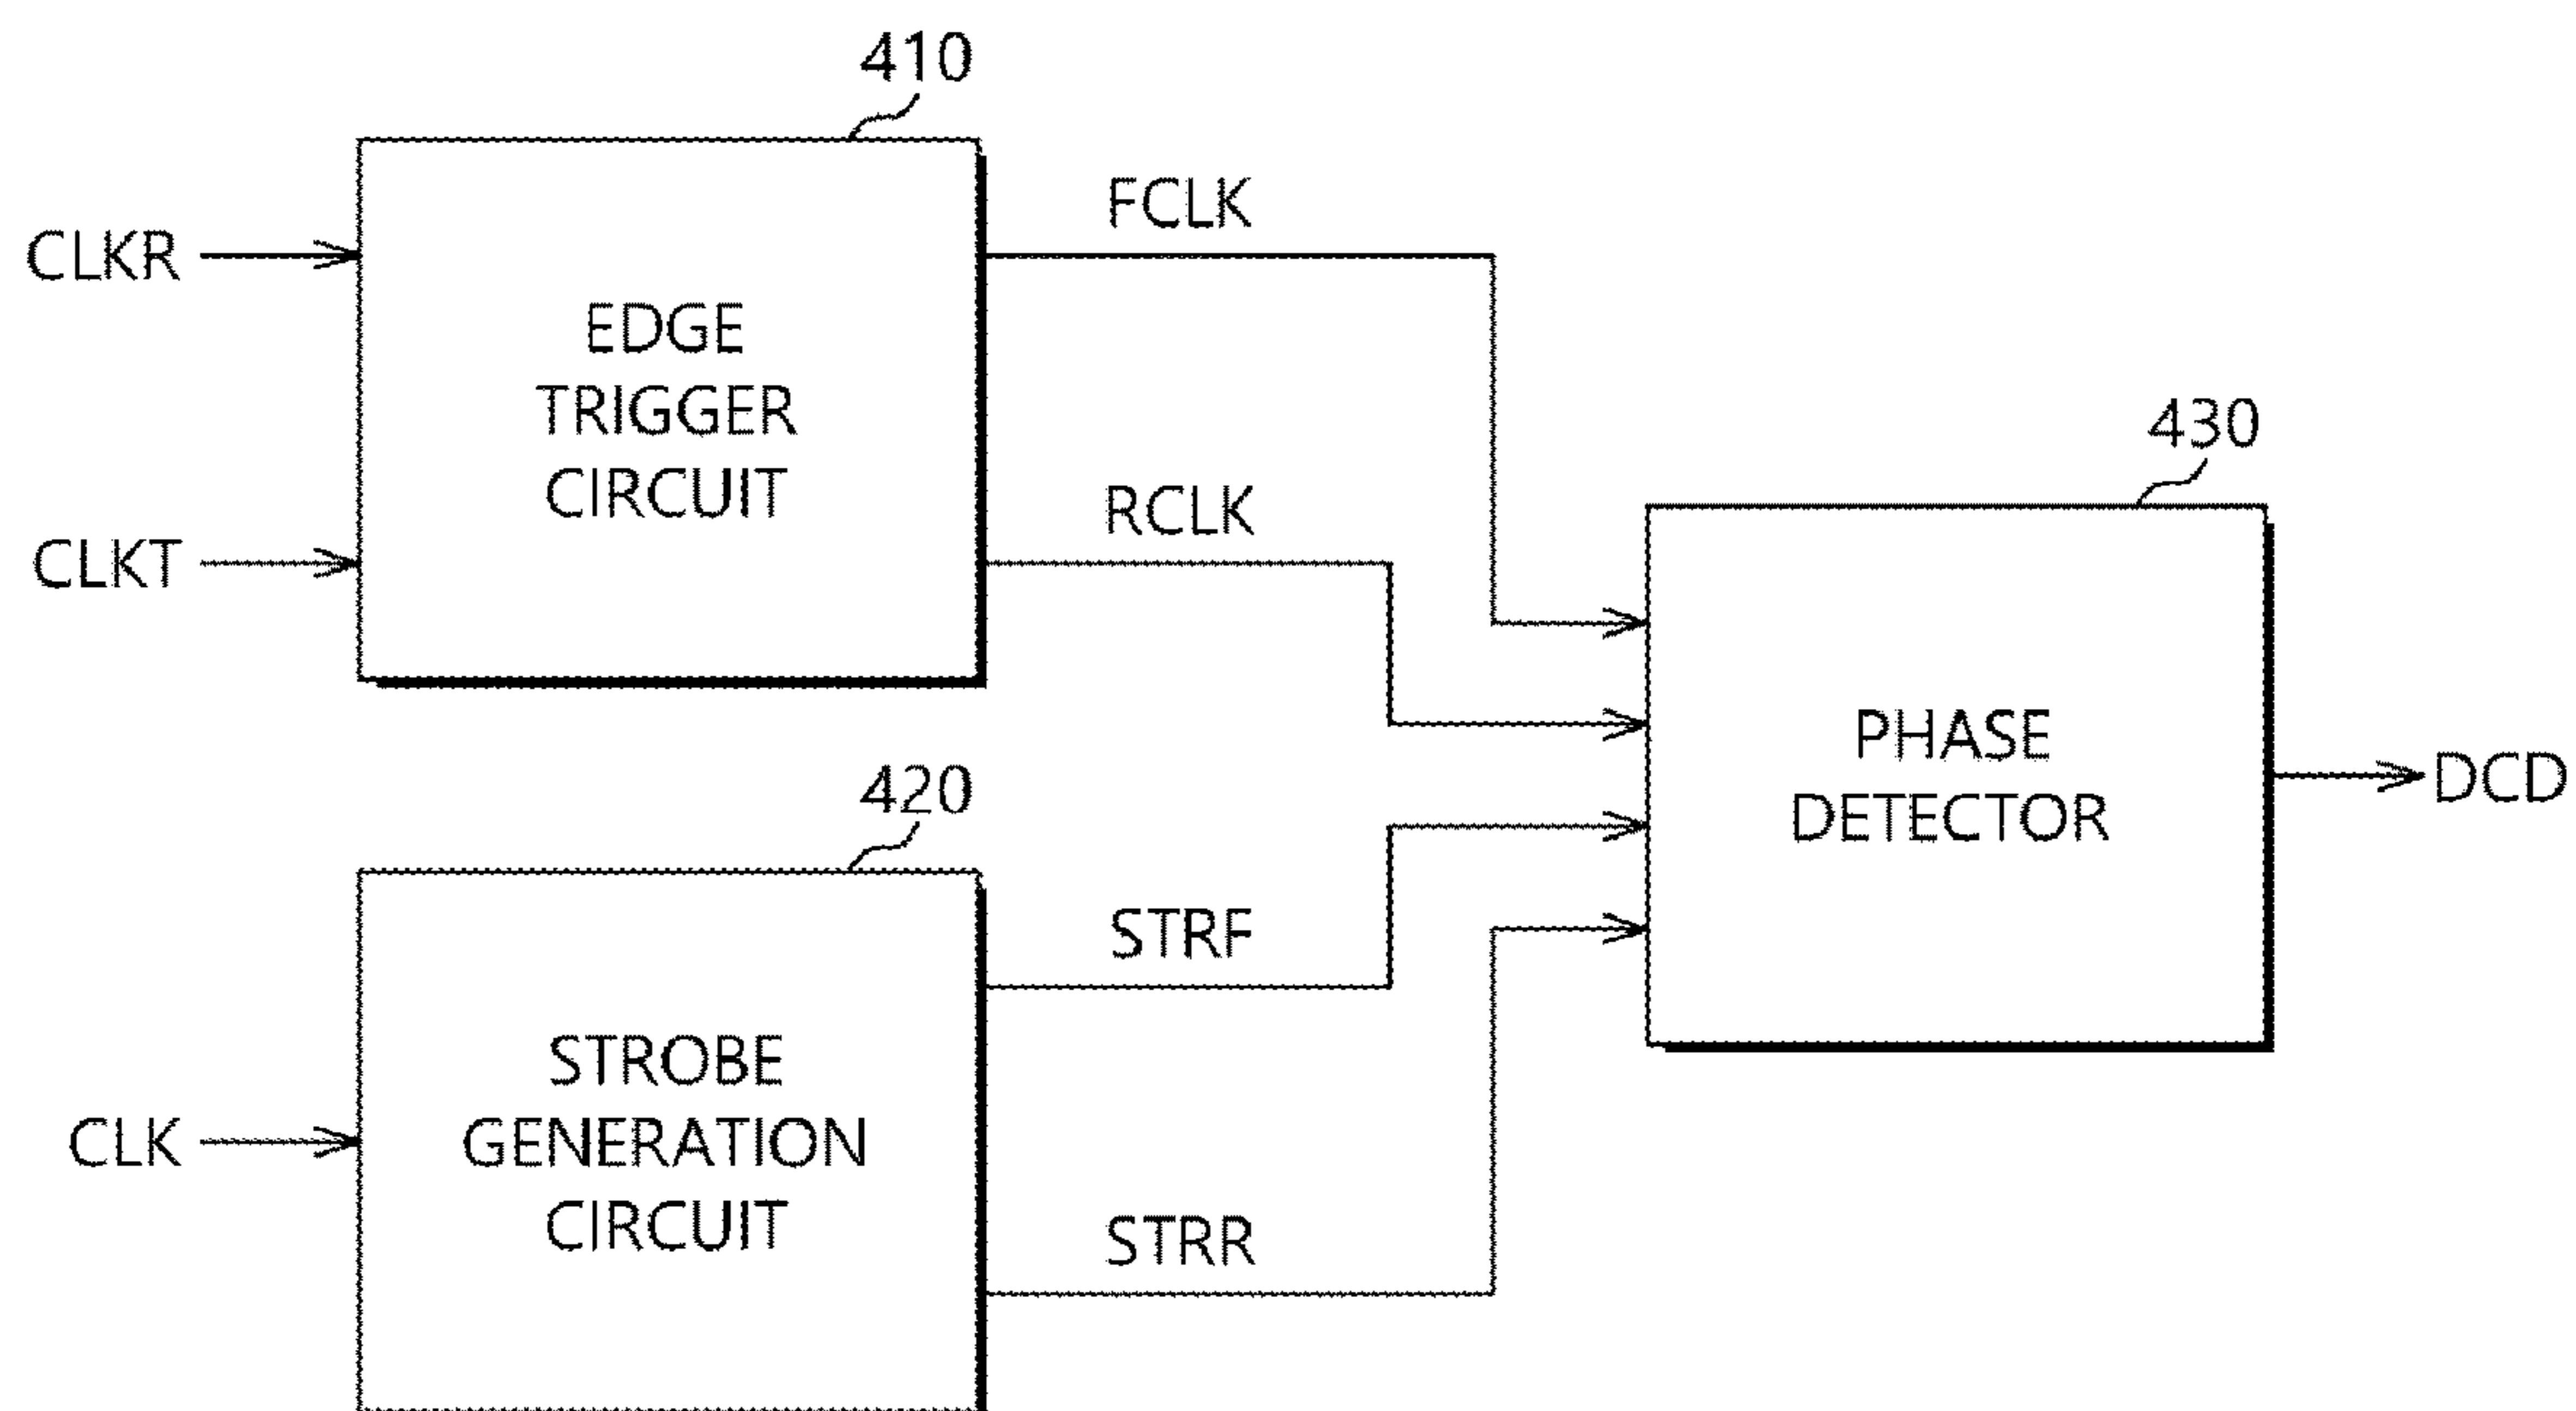 410
FCLK
CLKR
EDGE
TRIGGER
CIRCUIT
RCLK
CLKT
430
PHASE
DETECTOR
DCD
420
STRF
STROBE
GENERATION
CIRCUIT
CLK
STRR